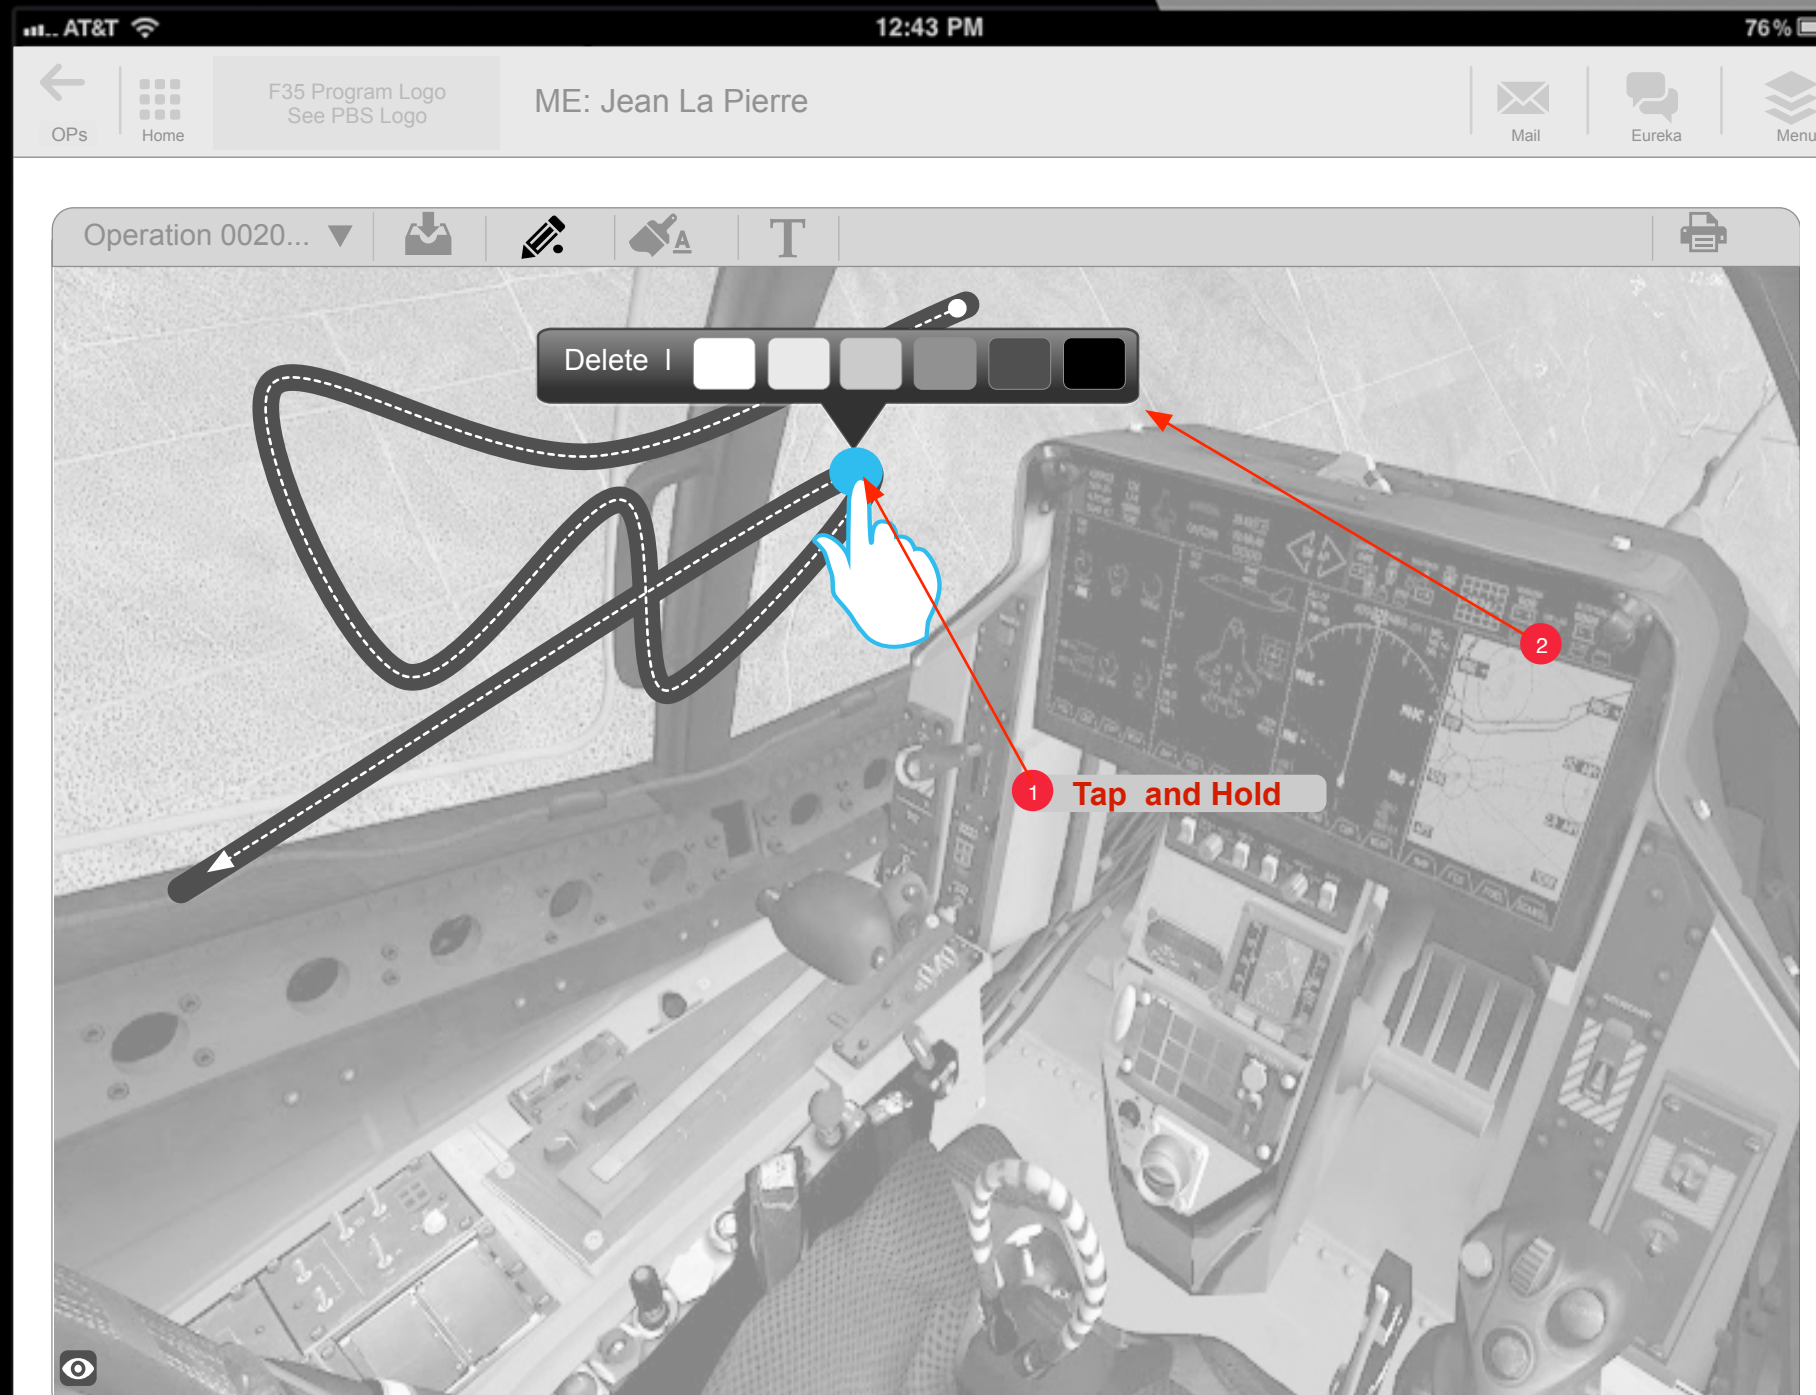 AT&T
12:43 PM
76%
OPs
Home
F35 Program Logo
See PBS Logo
ME: Jean La Pierre
Mail
Eureka
Menu
Operation 0020...
A
T
Delete |
2
1
Tap and Hold